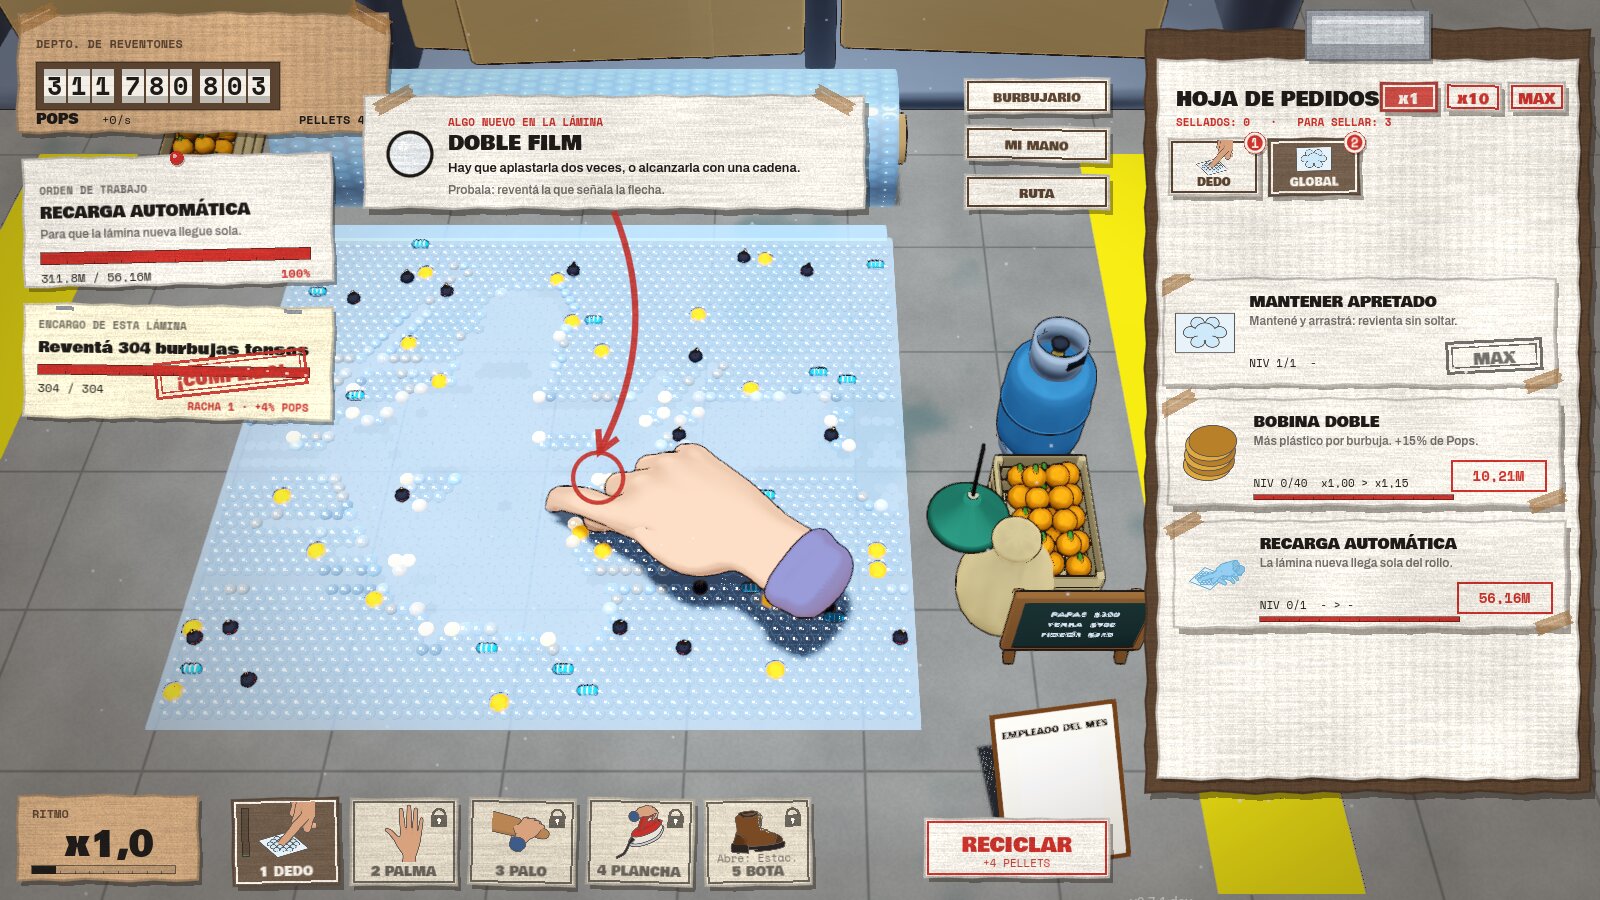 DEPTO. DE REVENTONES
311 780 803
POPS +0/s PELLETS 4
ORDEN DE TRABAJO
RECARGA AUTOMÁTICA
Para que la lámina nueva llegue sola.
311.8M / 56.16M 100%
ENCARGO DE ESTA LÁMINA
Reventá 304 burbujas tensas
304 / 304
RACHA 1 · +4% POPS
ALGO NUEVO EN LA LÁMINA
DOBLE FILM
Hay que aplastarla dos veces, o alcanzarla con una cadena.
Probala: reventá la que señala la flecha.
BURBUJARIO
MI MANO
RUTA
HOJA DE PEDIDOS x1 x10 MAX
SELLADOS: 0 · PARA SELLAR: 3
DEDO 1
GLOBAL 2
MANTENER APRETADO
Mantené y arrastrá: revienta sin soltar.
NIV 1/1 -
MAX
BOBINA DOBLE
Más plástico por burbuja. +15% de Pops.
NIV 0/40 x1,00 > x1,15
10,21M
RECARGA AUTOMÁTICA
La lámina nueva llega sola del rollo.
NIV 0/1 - > -
56,16M
EMPLEADO DEL MES
RITMO
x1,0
1 DEDO
2 PALMA
3 PALO
4 PLANCHA
Abre: Estac.
5 BOTA
RECICLAR
+4 PELLETS